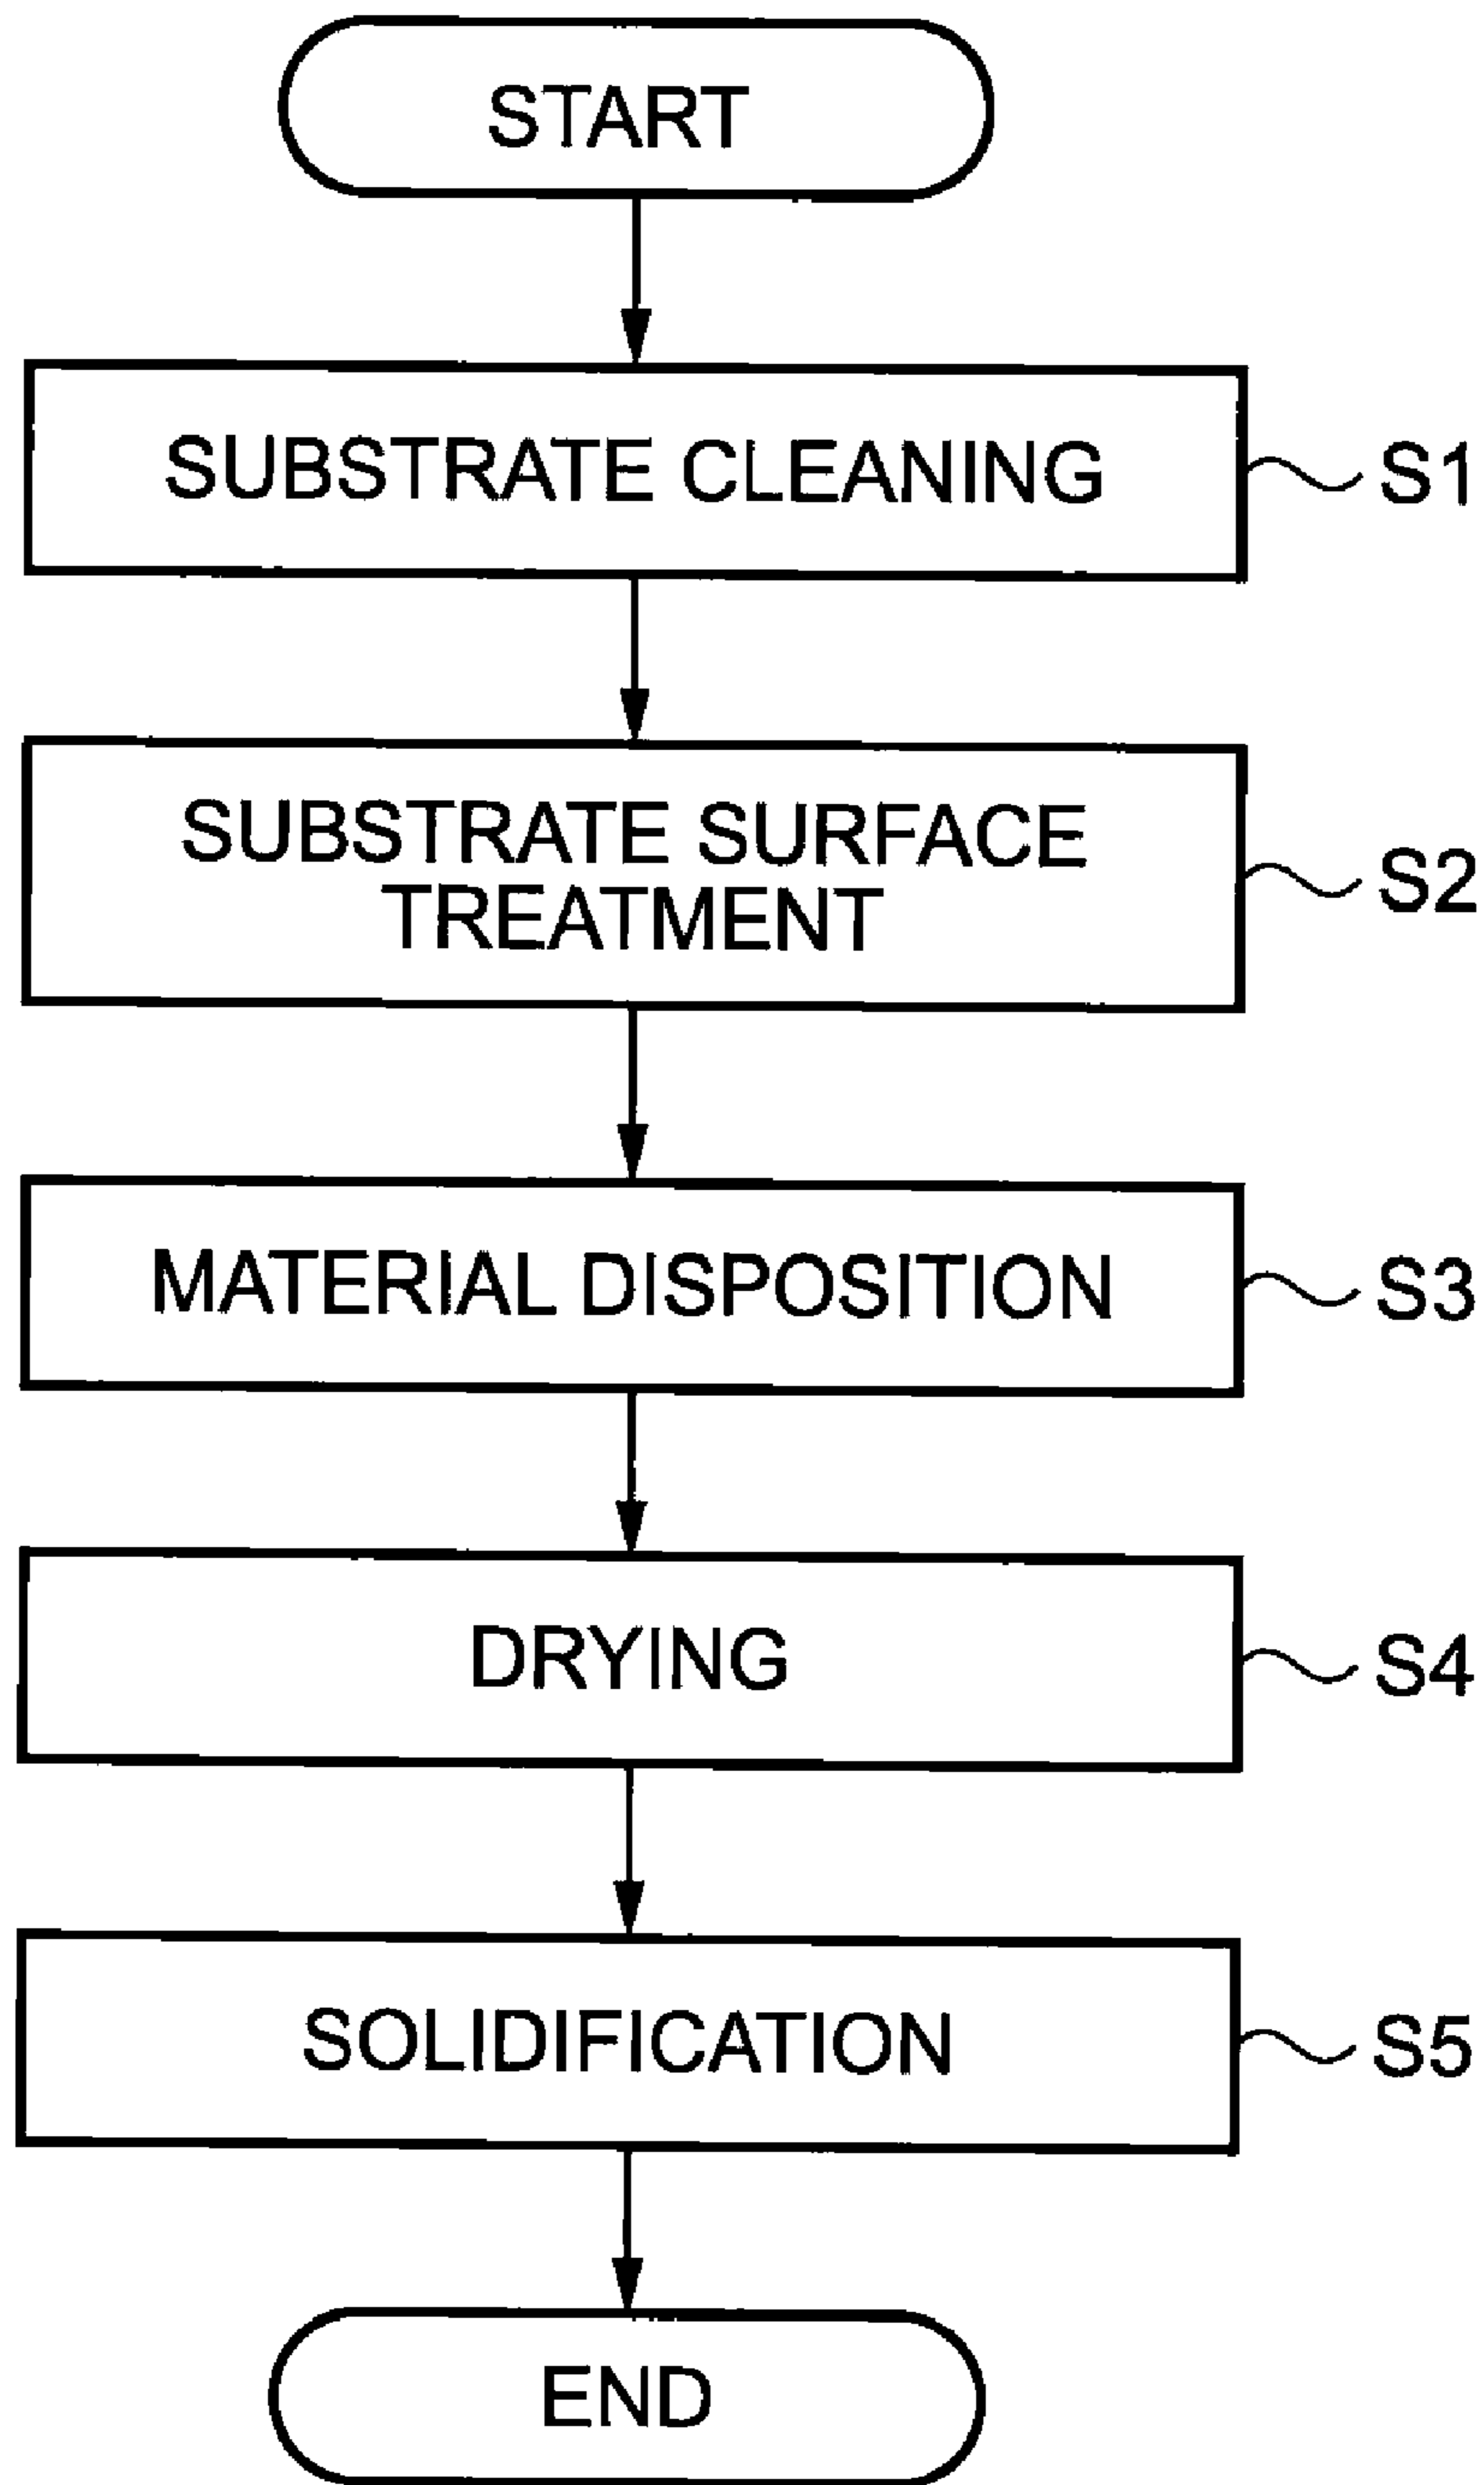 START
SUBSTRATE CLEANING
S1
SUBSTRATE SURFACE
TREATMENT
S2
MATERIAL DISPOSITION
S3
DRYING
S4
SOLIDIFICATION
S5
END